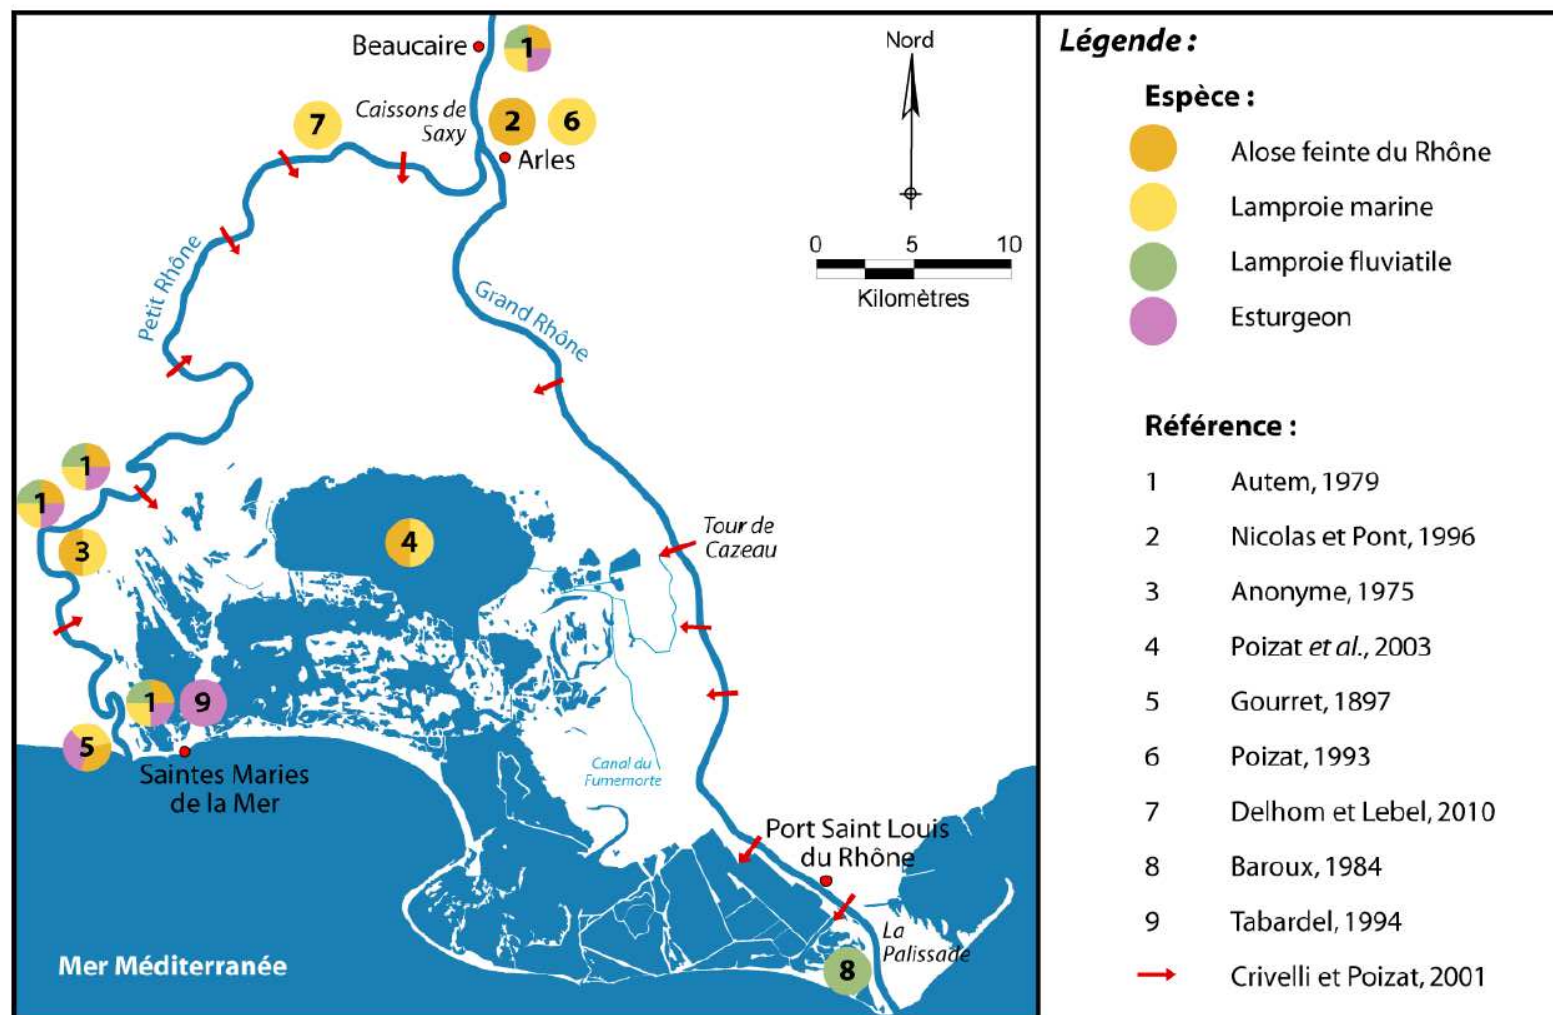 Beaucaire
1
Nord
Caissons de
Saxy
7
2
6
Arles
0 5 10
Kilomètres
Petit Rhône
Grand Rhône
1
1
3
4
Tour de
Cazeau
1
9
5
Saintes Maries
de la Mer
Canal du
Fumemorte
Port Saint Louis
du Rhône
La
Palissade
8
Mer Méditerranée
Légende :
Espèce :
Alose feinte du Rhône
Lamproie marine
Lamproie fluviatile
Esturgeon
Référence :
1 Autem, 1979
2 Nicolas et Pont, 1996
3 Anonyme, 1975
4 Poizat et al., 2003
5 Gourret, 1897
6 Poizat, 1993
7 Delhom et Lebel, 2010
8 Baroux, 1984
9 Tabardel, 1994
Crivelli et Poizat, 2001